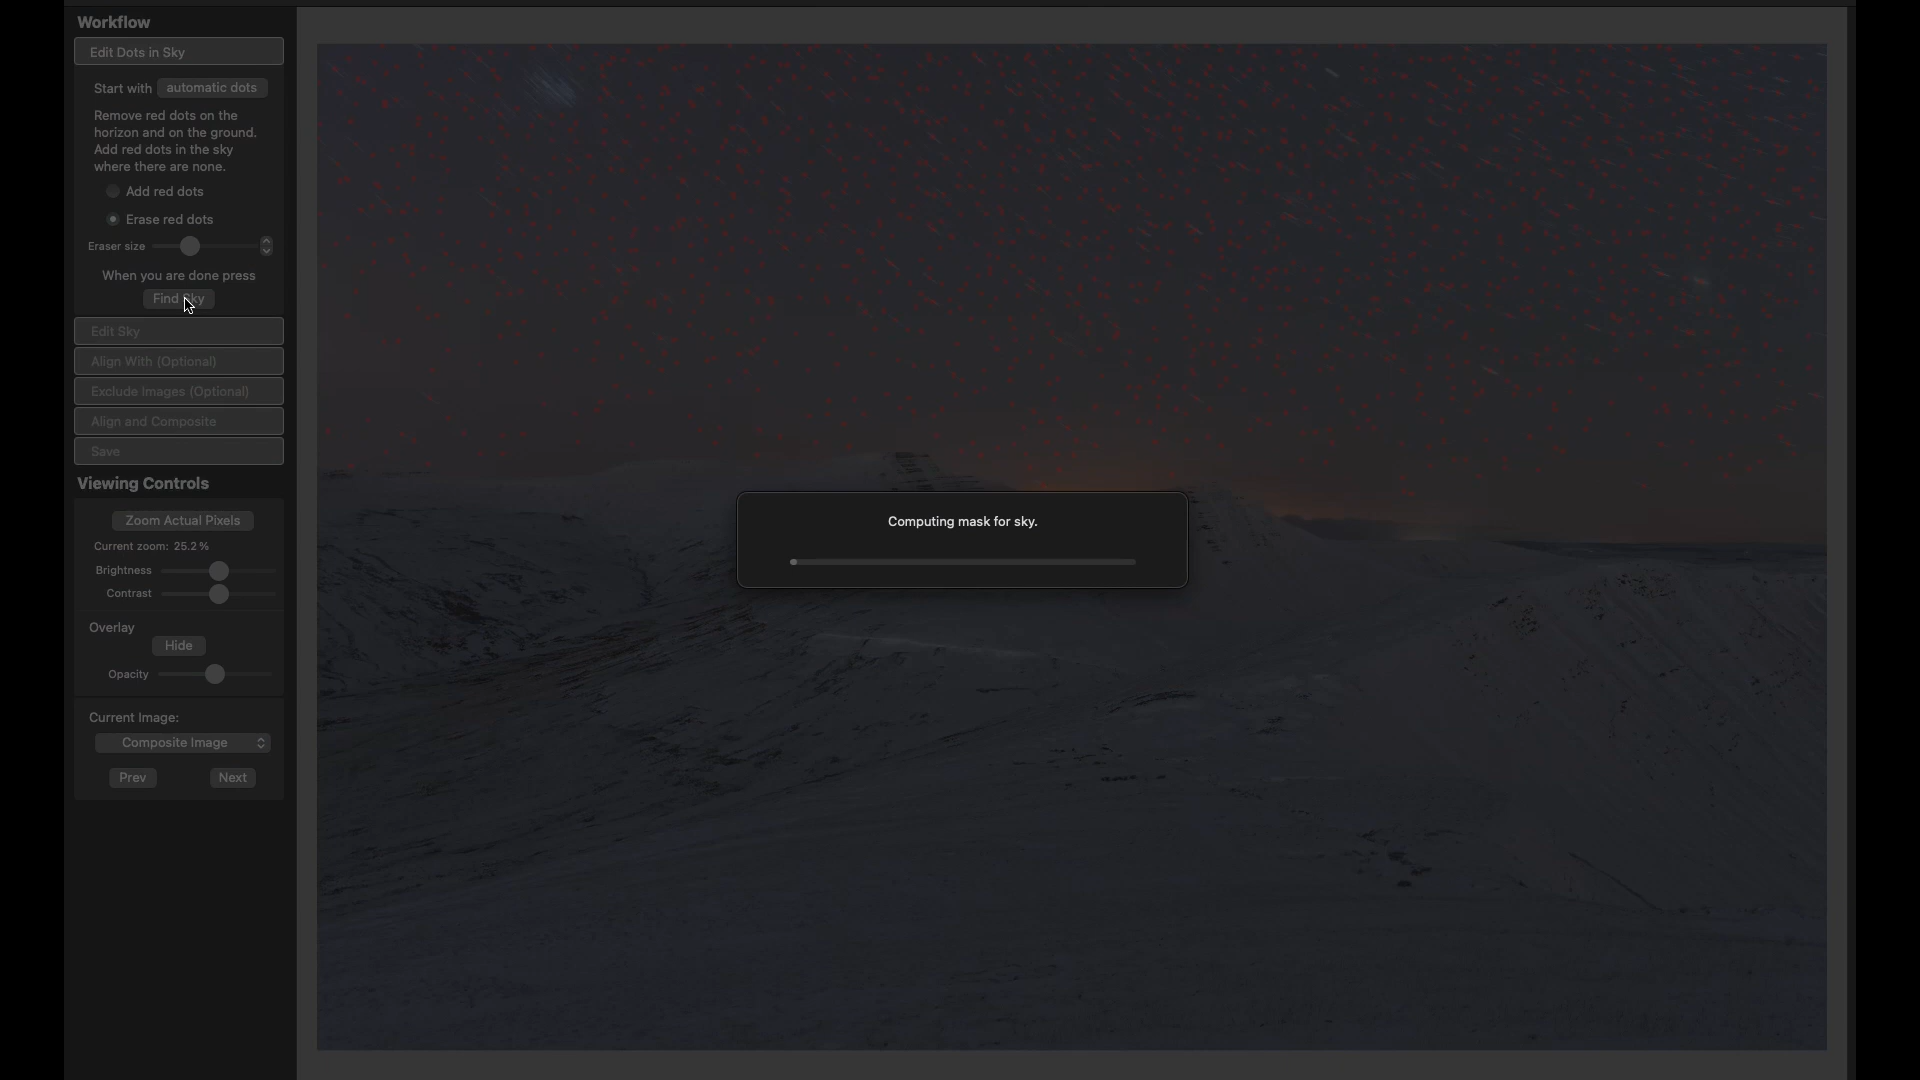 Workflow
Edit Dots in Sky
Start with automatic dots
Remove red dots on the
horizon and on the ground.
Add red dots in the sky
where there are none.
Add red dots
Erase red dots
Eraser size
When you are done press
Find Sky
Edit Sky
Align With (Optional)
Exclude Images (Optional)
Align and Composite
Save
Viewing Controls
Zoom Actual Pixels
Current zoom: 25.2%
Brightness
Contrast
Overlay
Hide
Opacity
Current Image:
Composite Image
Prev Next
Computing mask for sky.